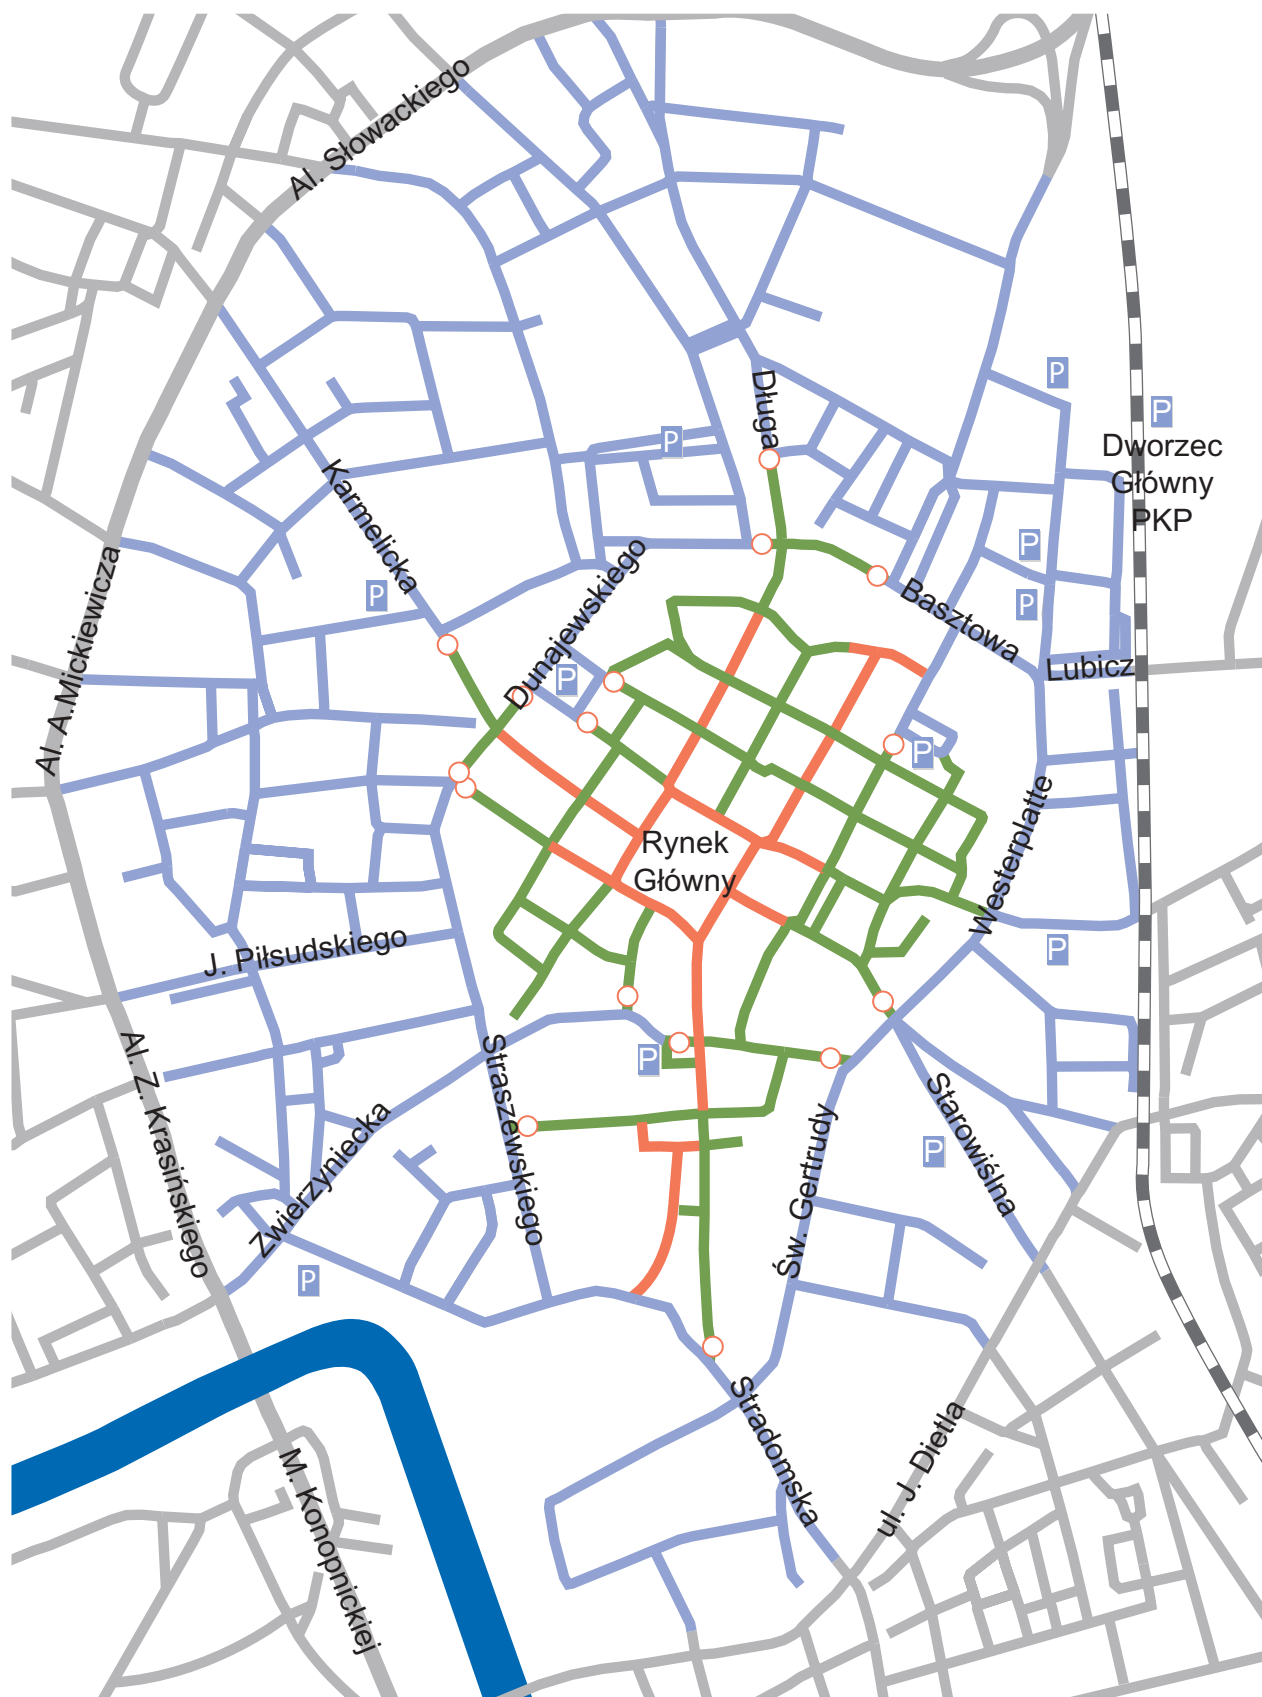 Al. Słowackiego
P
Długa
P
P
Dworzec
Główny
PKP
Karmelicka
P
Al. A.Mickiewicza
Dunajewskiego
P
P
Basztowa
P
Lubicz
P
P
Westerplatte
Rynek
Główny
J. Piłsudskiego
P
Al. Z. Krasińskiego
Straszewskiego
P
Zwierzyniecka
Św. Gertrudy
Starowiślna
P
P
Stradomska
ul. J. Dietla
M. Konopnickiej